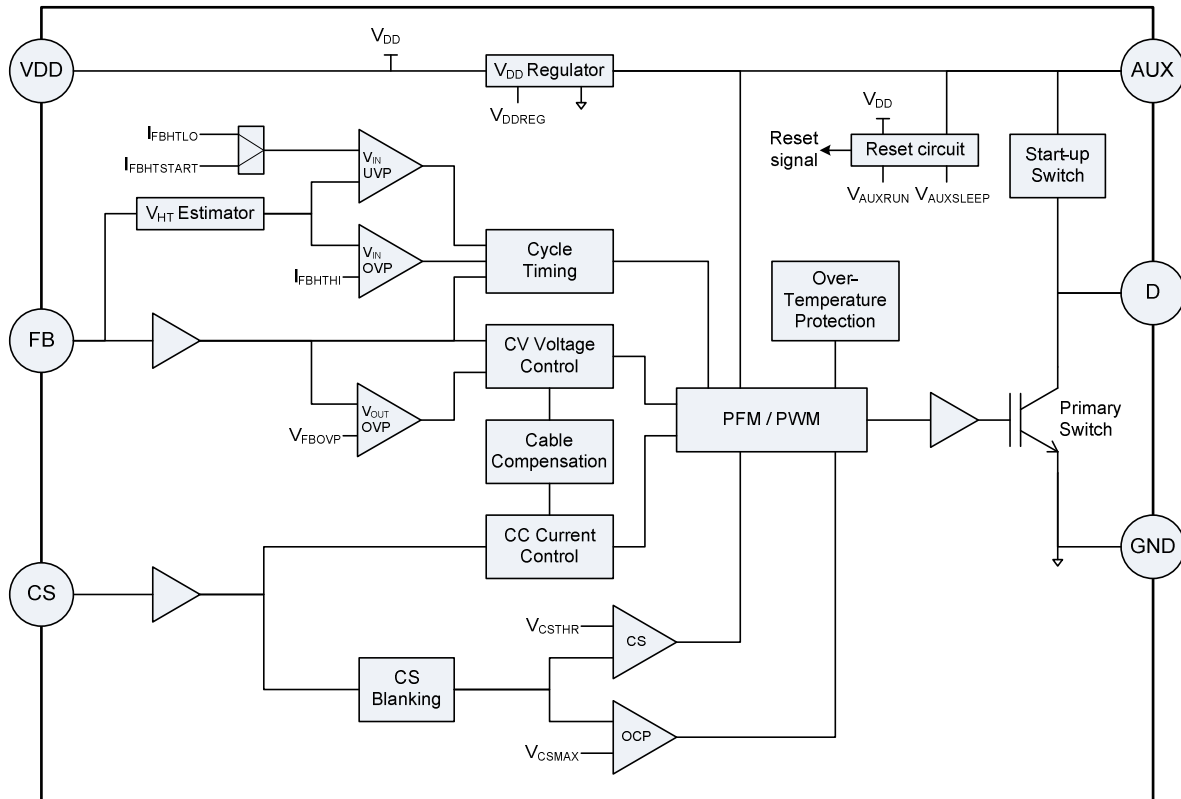 VDD
VDD
VDD Regulator
AUX
VDDREG
VDD
Reset signal
Reset circuit
Start-up Switch
VAUXRUN
VAUXSLEEP
IFBHTLO
IFBHTSTART
VIN UVP
VHT Estimator
VIN OVP
IFBHTHI
Cycle Timing
Over–Temperature Protection
D
FB
CV Voltage Control
VOUT OVP
VFBOVP
PFM / PWM
Primary Switch
Cable Compensation
CC Current Control
GND
CS
VCSTHR
CS
CS Blanking
OCP
VCSMAX